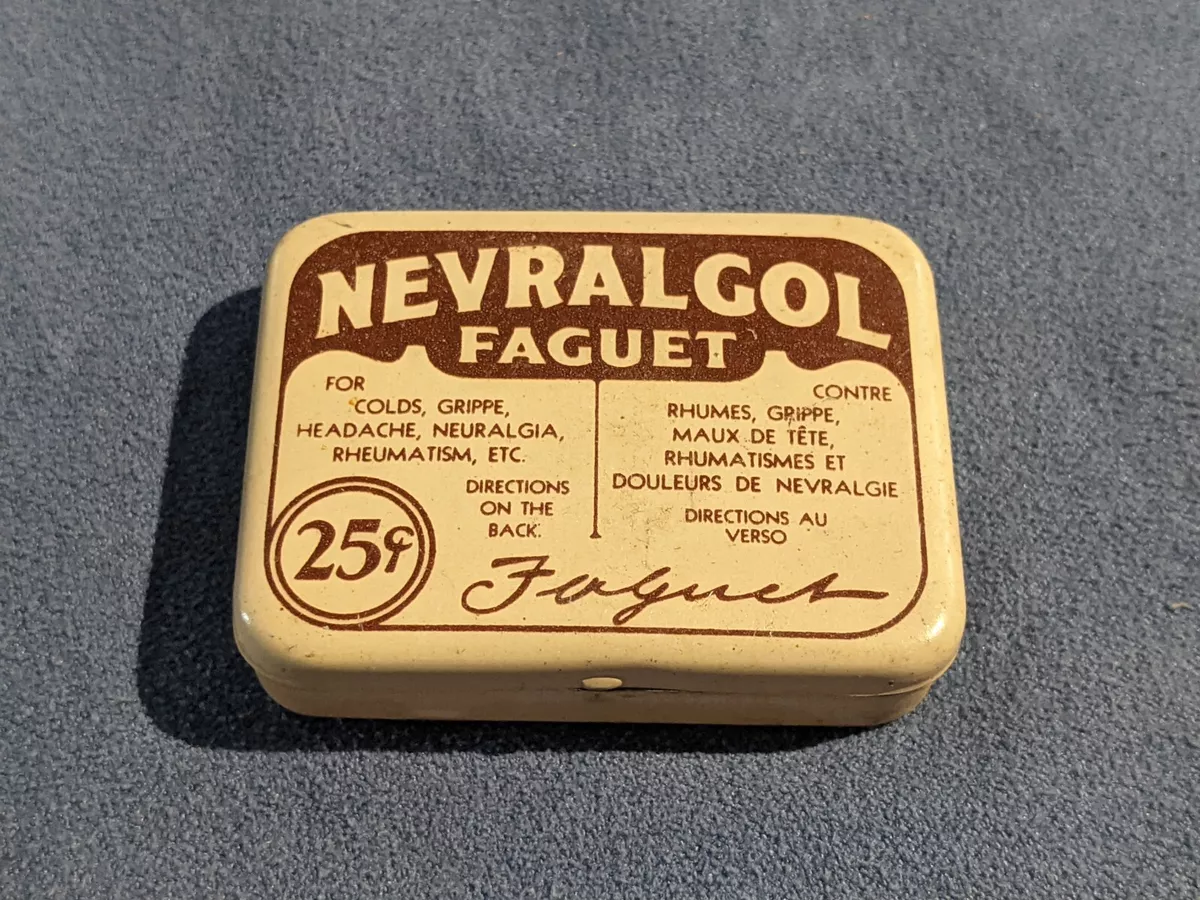 NEVRALGOL
FAGUET
FOR
COLDS, GRIPPE,
HEADACHE, NEURALGIA,
RHEUMATISM, ETC.
DIRECTIONS
ON THE
BACK.
25¢
CONTRE
RHUMES, GRIPPE,
MAUX DE TÊTE,
RHUMATISMES ET
DOULEURS DE NEVRALGIE
DIRECTIONS AU
VERSO
Faguet